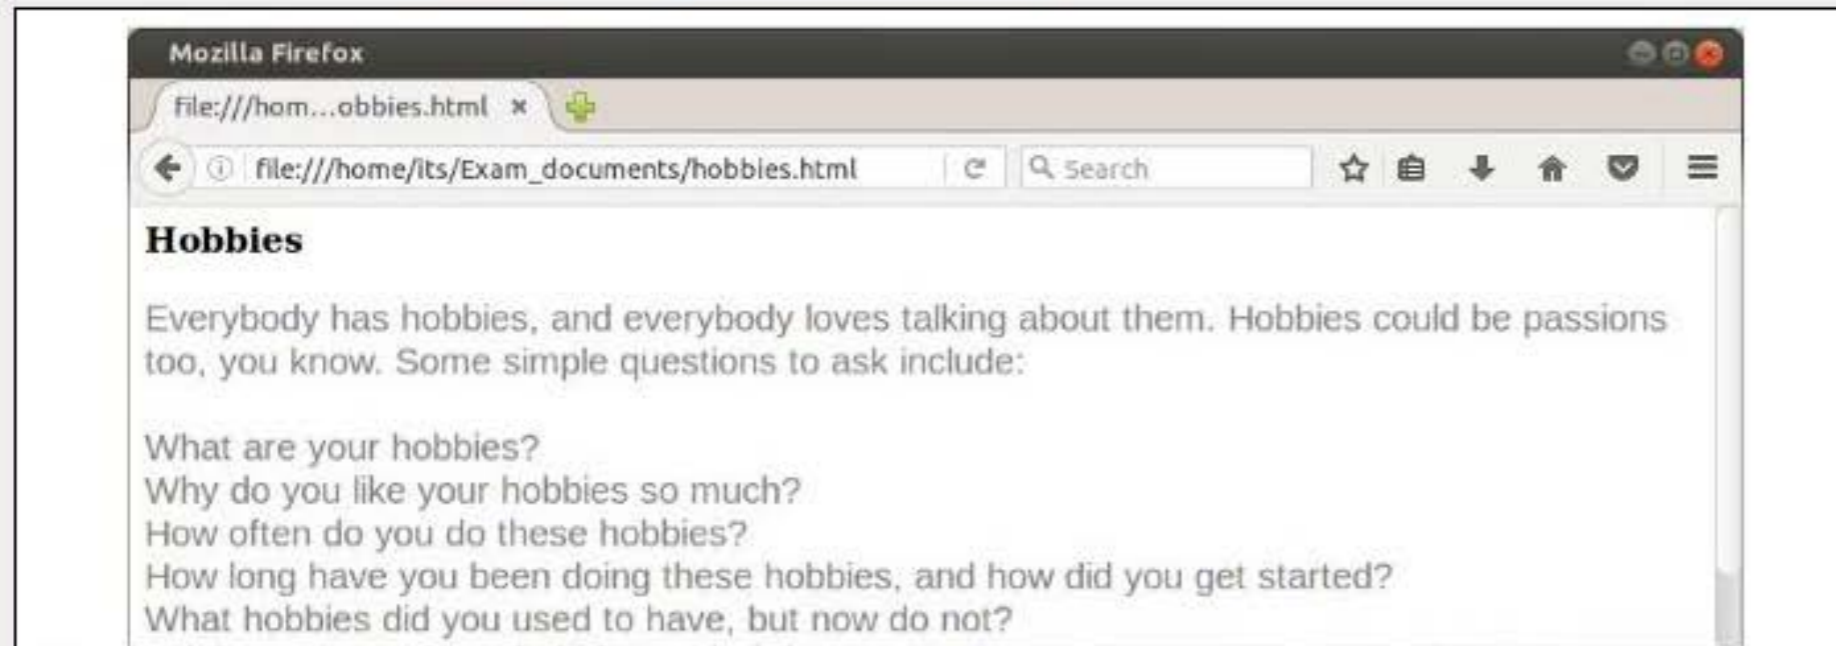 Mozilla Firefox
file:///hom...obbies.html
file:///home/its/Exam_documents/hobbies.html
Search
Hobbies
Everybody has hobbies, and everybody loves talking about them. Hobbies could be passions
too, you know. Some simple questions to ask include:
What are your hobbies?
Why do you like your hobbies so much?
How often do you do these hobbies?
How long have you been doing these hobbies, and how did you get started?
What hobbies did you used to have, but now do not?